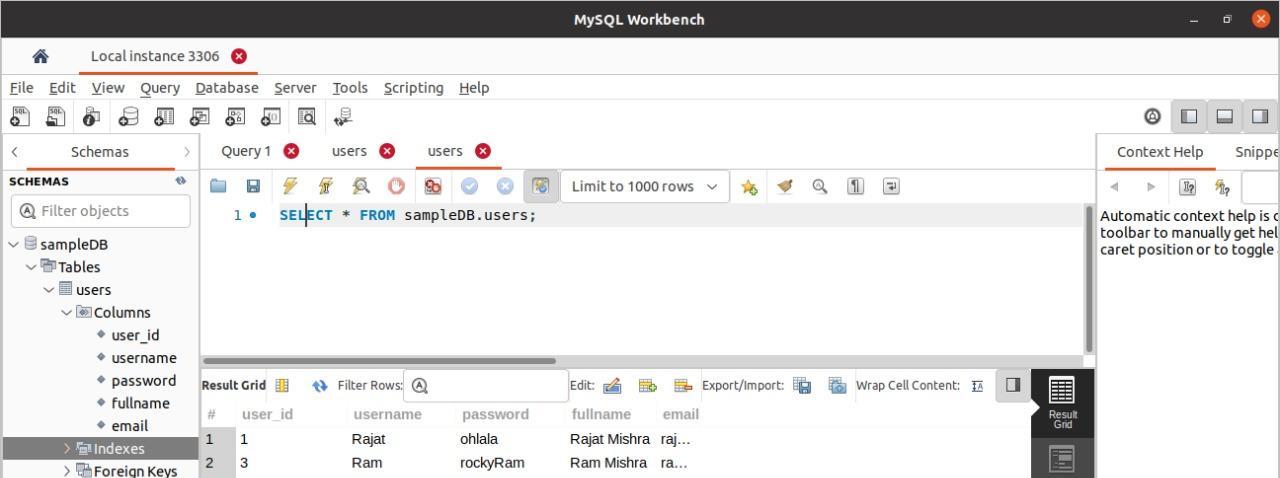 MySQL Workbench
Local instance 3306
File Edit View Query Database Server Tools Scripting Help
Schemas
Query 1 users users
Context Help Snippe
SCHEMAS
Limit to 1000 rows
Filter objects
1 SELECT * FROM sampleDB.users;
Automatic context help is
toolbar to manually get hel
caret position or to toggle
sampleDB
Tables
users
Columns
user_id
username
password
fullname
email
Indexes
Foreign Keys
Result Grid Filter Rows: Edit: Export/Import: Wrap Cell Content:
# user_id username password fullname email
1 1 Rajat ohlala Rajat Mishra raj...
2 3 Ram rockyRam Ram Mishra ra...
Result
Grid